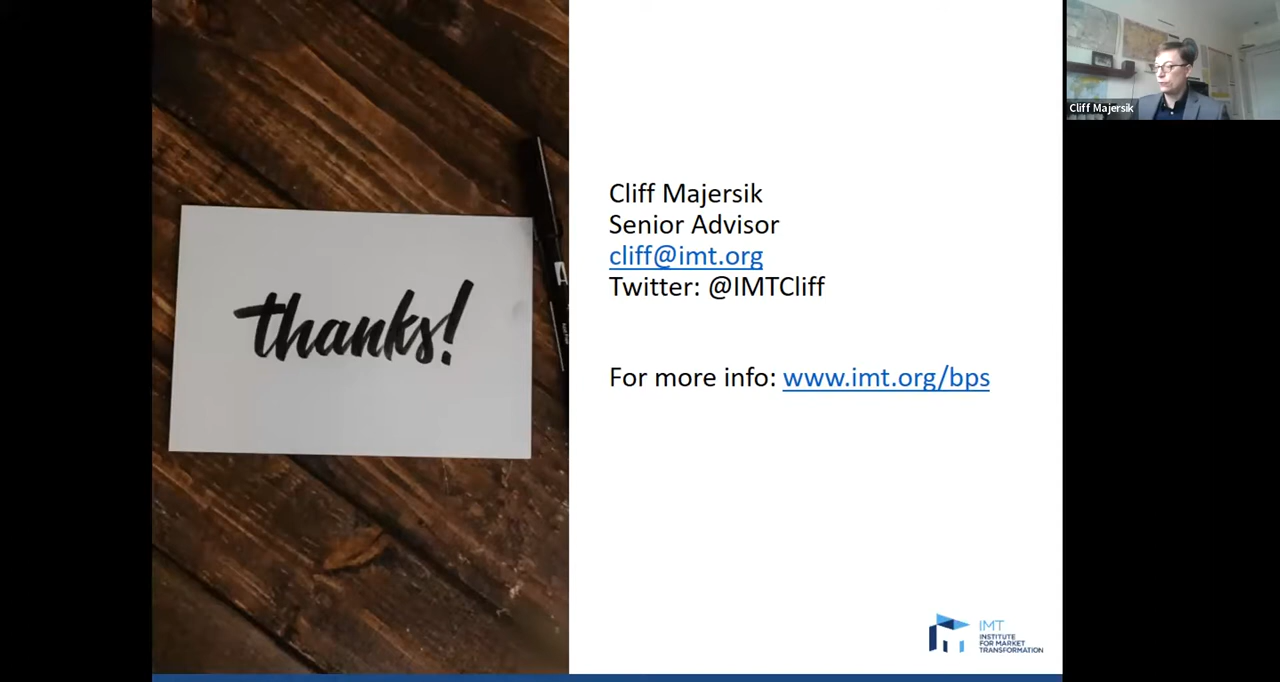 thanks!
Cliff Majersik
Senior Advisor
cliff@imt.org
Twitter: @IMTCliff
For more info: www.imt.org/bps
IMT
INSTITUTE
FOR MARKET
TRANSFORMATION
Cliff Majersik